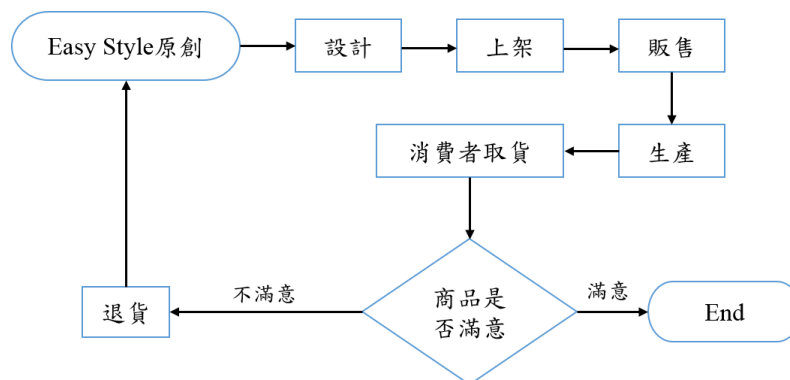 Easy Style原創
設計
上架
販售
消費者取貨
生產
商品是
否滿意
不滿意
滿意
退货
End